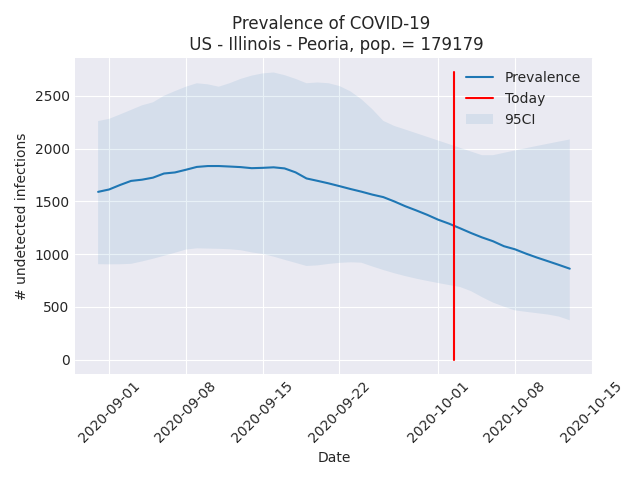 Prevalence of COVID-19
US - Illinois - Peoria, pop. = 179179
Prevalence
Today
95CI
# undetected infections
2500
2000
1500
1000
500
0
2020-09-01
2020-09-08
2020-09-15
2020-09-22
2020-10-01
2020-10-08
2020-10-15
Date